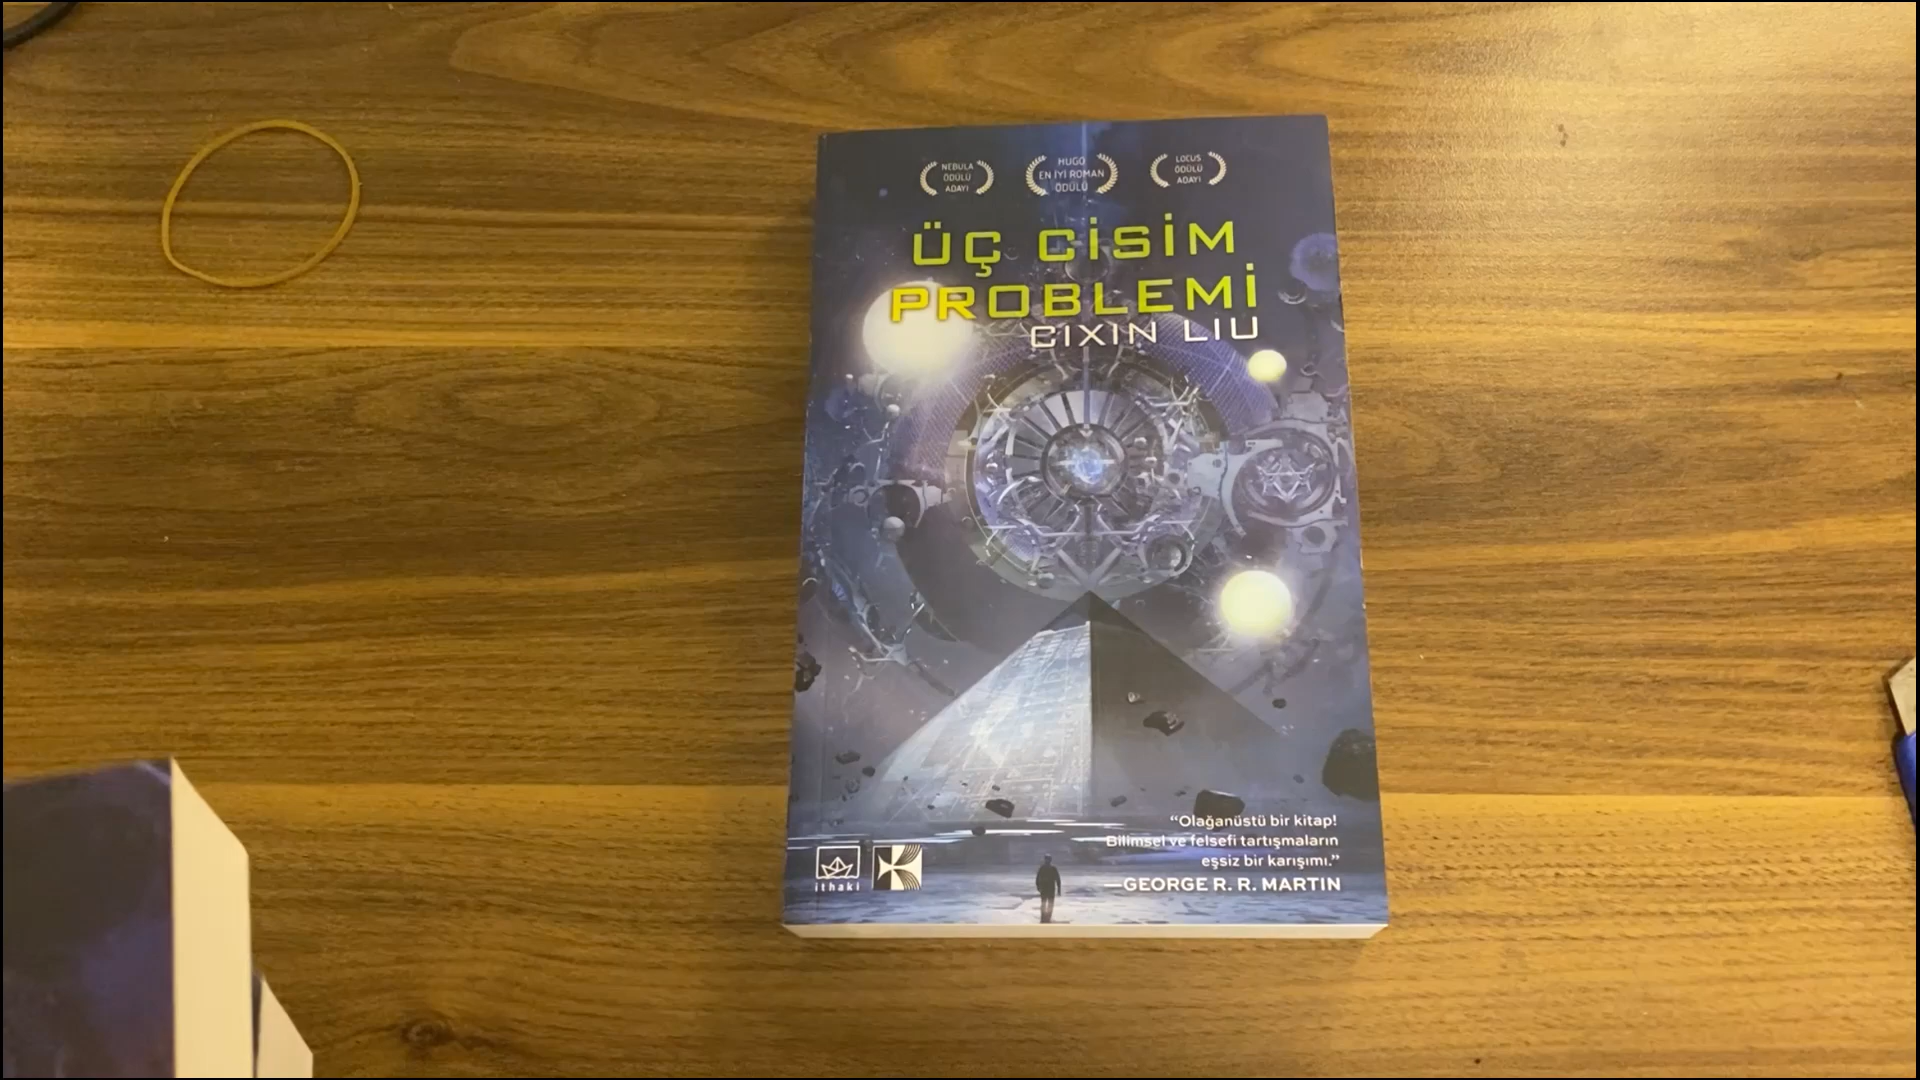 NEBULA
ÖDÜLÜ
ADAYI
HUGO
EN İYİ ROMAN
ÖDÜLÜ
LOCUS
ÖDÜLÜ
ADAYI
ÜÇ CİSİM
PROBLEMİ
CIXIN LIU
“Olağanüstü bir kitap!
Bilimsel ve felsefi tartışmaların
eşsiz bir karışımı.”
—GEORGE R. R. MARTIN
ithaki